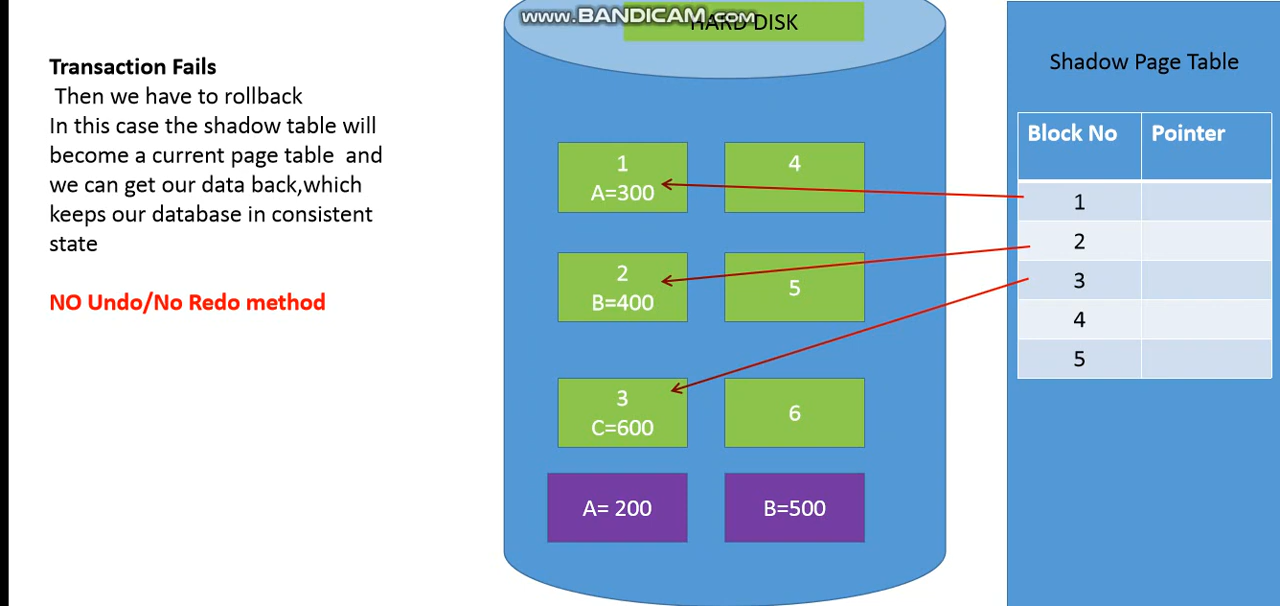 www.BANDICAM.com
HARD DISK
Transaction Fails
Then we have to rollback
In this case the shadow table will
become a current page table and
we can get our data back,which
keeps our database in consistent
state
NO Undo/No Redo method
1
A=300
4
2
B=400
5
3
C=600
6
A= 200
B=500
Shadow Page Table
Block No Pointer
1
2
3
4
5